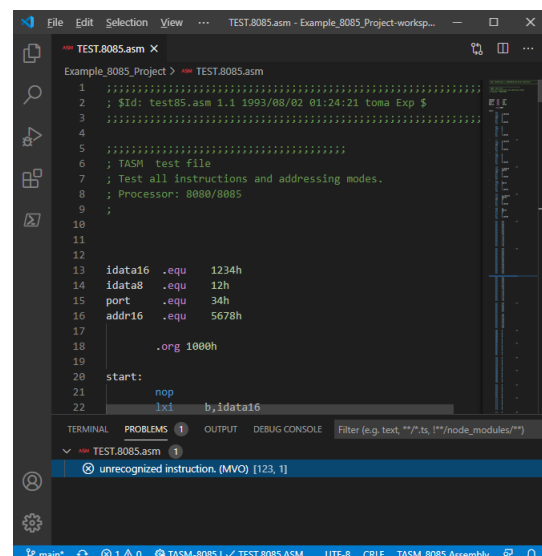 File Edit Selection View ··· TEST.8085.asm - Example_8085_Project-worksp...
ASM TEST.8085.asm
Example_8085_Project > ASM TEST.8085.asm
1 ;;;;;;;;;;;;;;;;;;;;;;;;;;;;;;;;;;;;;;;;;;;;;;;;;;;;;;;;;;;;;;
2 ; $Id: test85.asm 1.1 1993/08/02 01:24:21 toma Exp $
3 ;;;;;;;;;;;;;;;;;;;;;;;;;;;;;;;;;;;;;;;;;;;;;;;;;;;;;;;;;;;;;;
4
5 ;;;;;;;;;;;;;;;;;;;;;;;;;;;;;;;;;;;;;;;
6 ; TASM  test file
7 ; Test all instructions and addressing modes.
8 ; Processor: 8080/8085
9 ;
10
11
12
13 idata16 .equ 1234h
14 idata8 .equ 12h
15 port .equ 34h
16 addr16 .equ 5678h
17
18 .org 1000h
19
20 start:
21 nop
22 lxi b,idata16
TERMINAL PROBLEMS 1 OUTPUT DEBUG CONSOLE Filter (e.g. text, **/*.ts, !**/node_modules/**)
ASM TEST.8085.asm 1
unrecognized instruction. (MVO) [123, 1]
main* 1 0 TASM-8085 | ✓ TEST.8085.ASM UTF-8 CRLF TASM 8085 Assembly